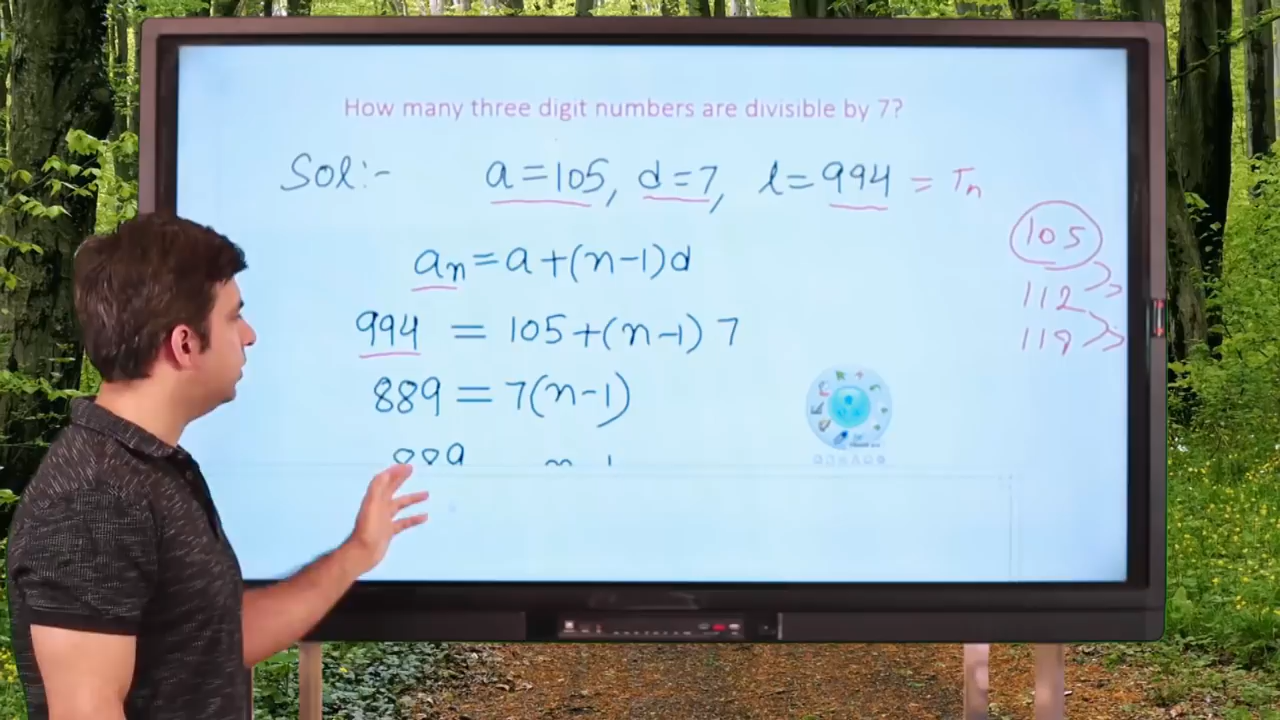 How many three digit numbers are divisible by 7?
Sol:- a=105, d=7, l=994 = Tn
an=a+(n-1)d
994 = 105+(n-1) 7
889 = 7(n-1)
105
112
119